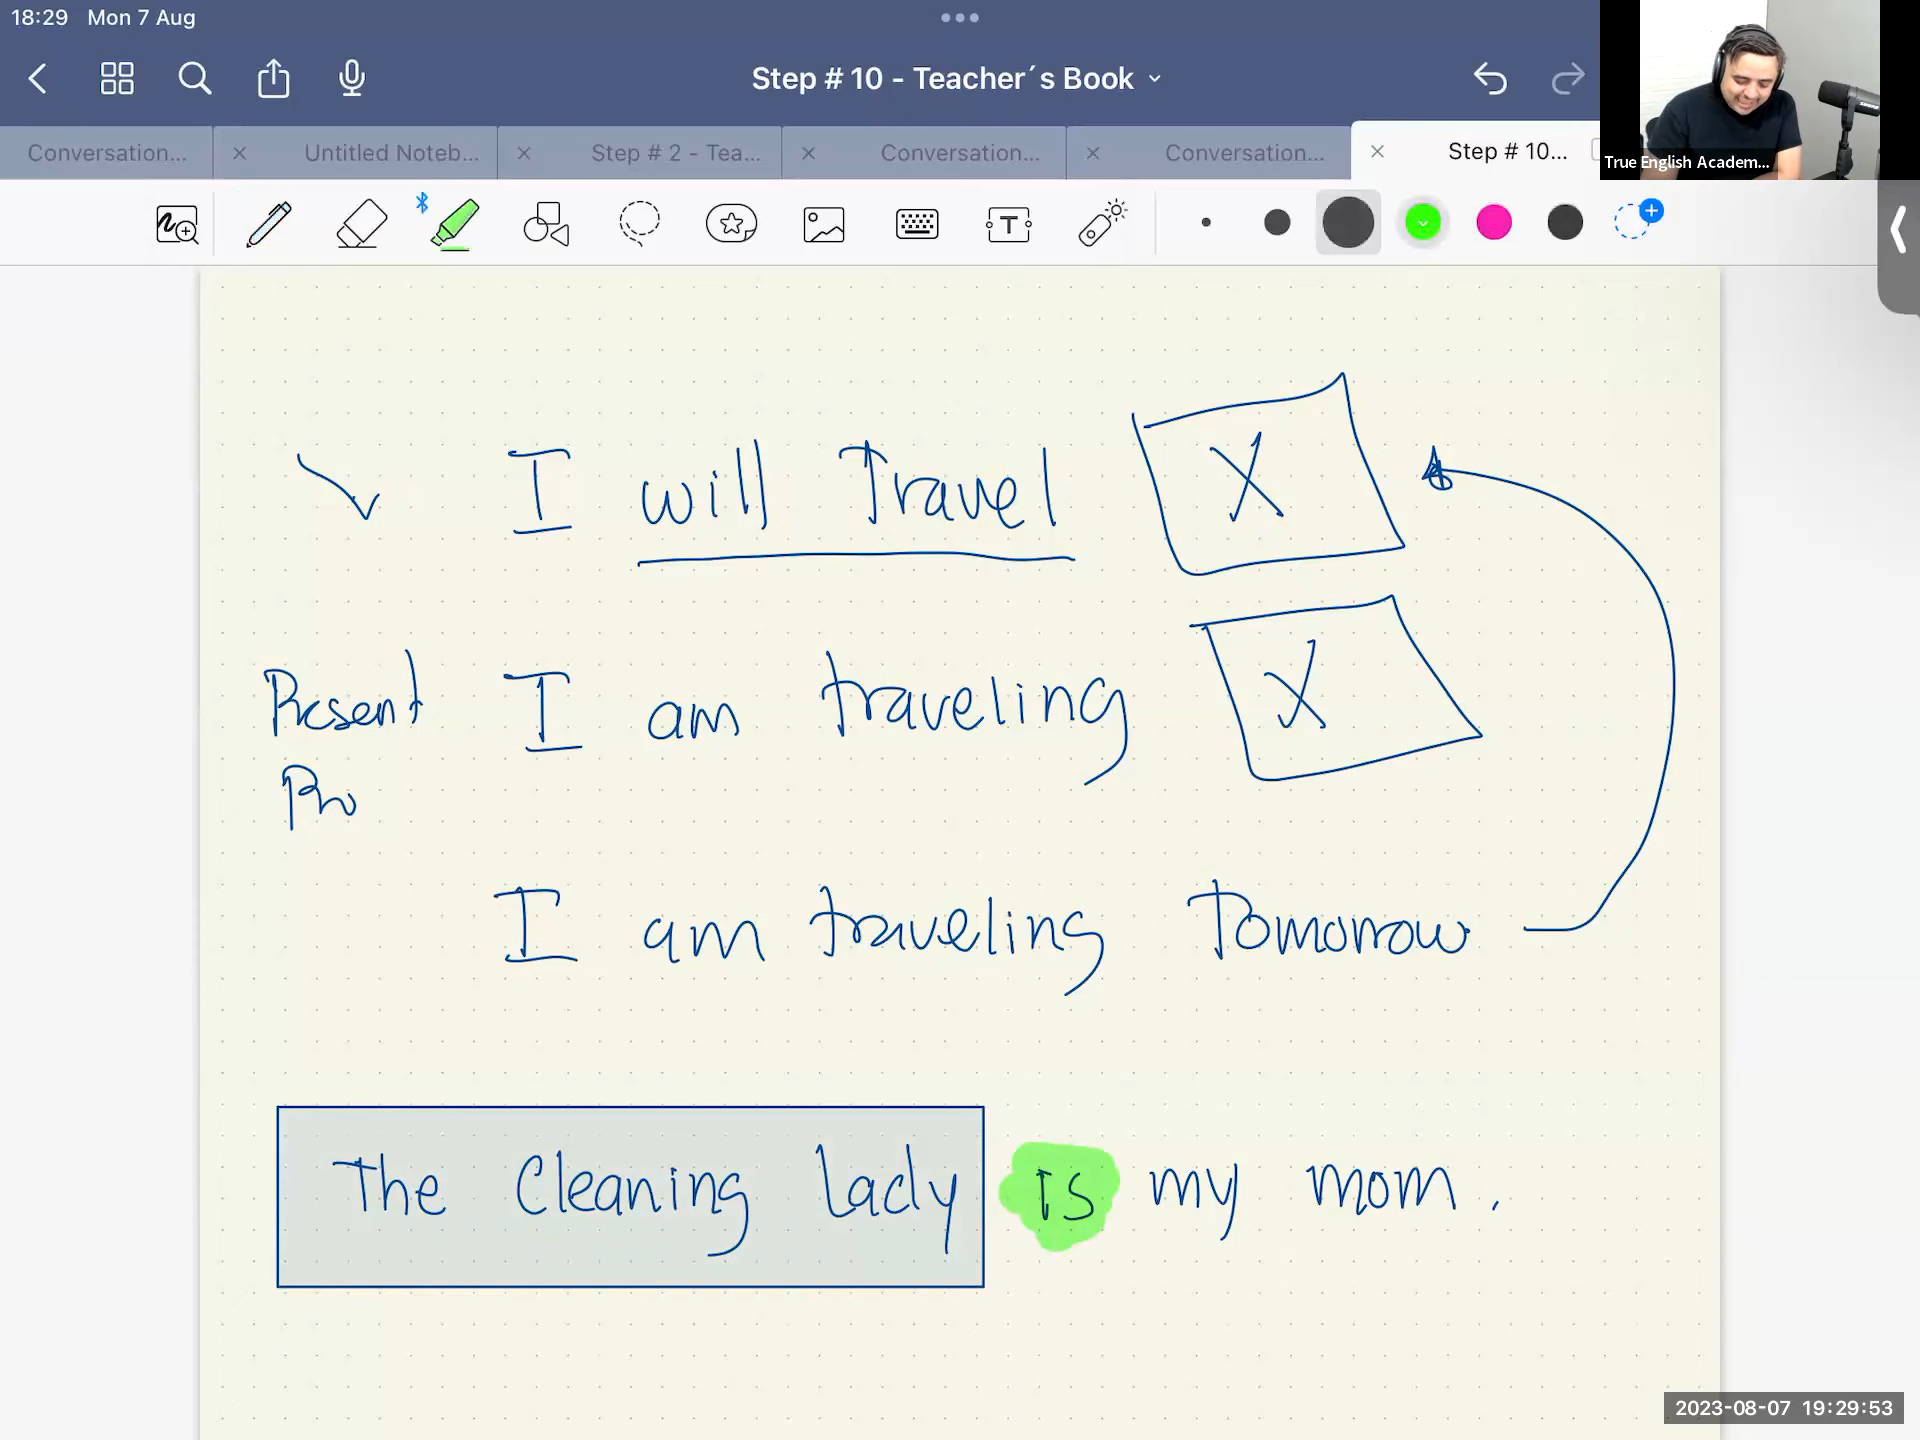 18:29 Mon 7 Aug
Step # 10 - Teacher´s Book
True English Academ...
Conversation...
Untitled Noteb...
Step # 2 - Tea...
Conversation...
Conversation...
Step # 10...
T
I will Travel X
Present I am traveling X
Pro
I am traveling Tomorrow
The Cleaning lady is my mom.
2023-08-07 19:29:53